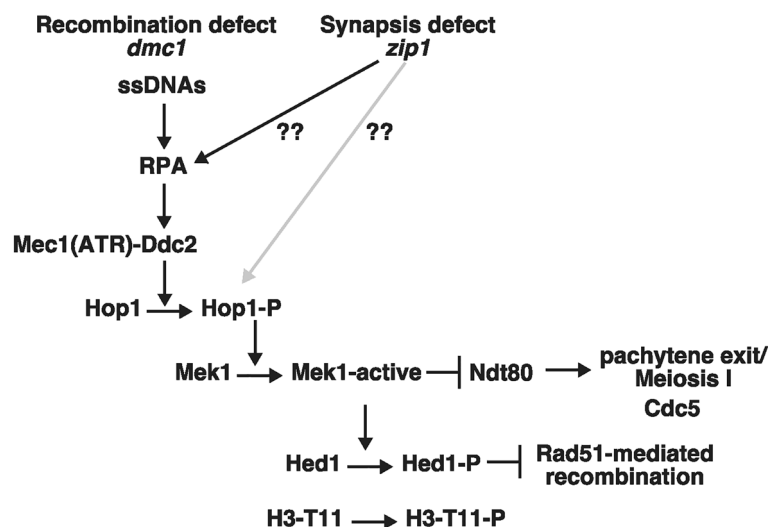 Recombination defect
dmc1
Synapsis defect
zip1
ssDNAs
??
??
RPA
Mec1(ATR)-Ddc2
Hop1
Hop1-P
Mek1
Mek1-active
Ndt80
pachytene exit/
Meiosis I
Cdc5
Hed1
Hed1-P
Rad51-mediated
recombination
H3-T11
H3-T11-P